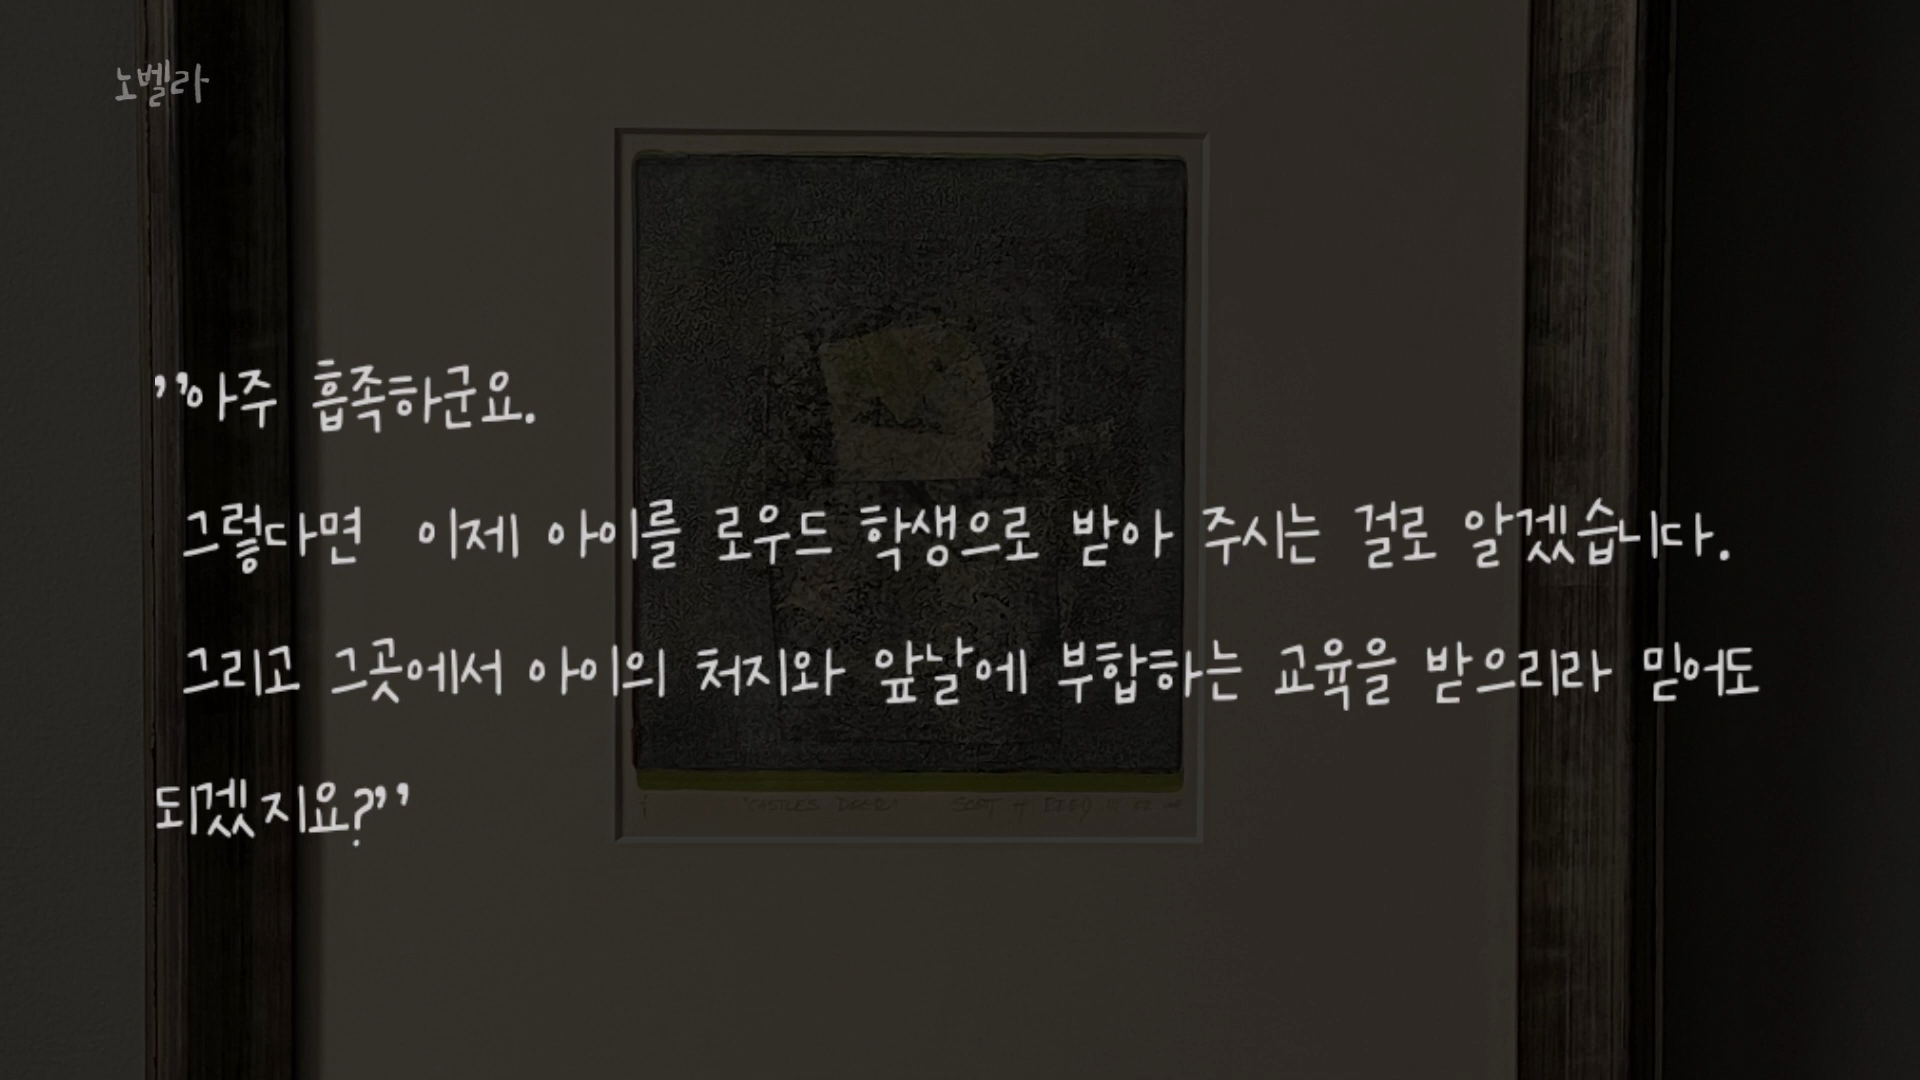 노벨라
"아주 흡족하군요.
그렇다면 이제 아이를 로우드 학생으로 받아 주시는 걸로 알겠습니다.
그리고 그곳에서 아이의 처지와 앞날에 부합하는 교육을 받으리라 믿어도
되겠지요?"